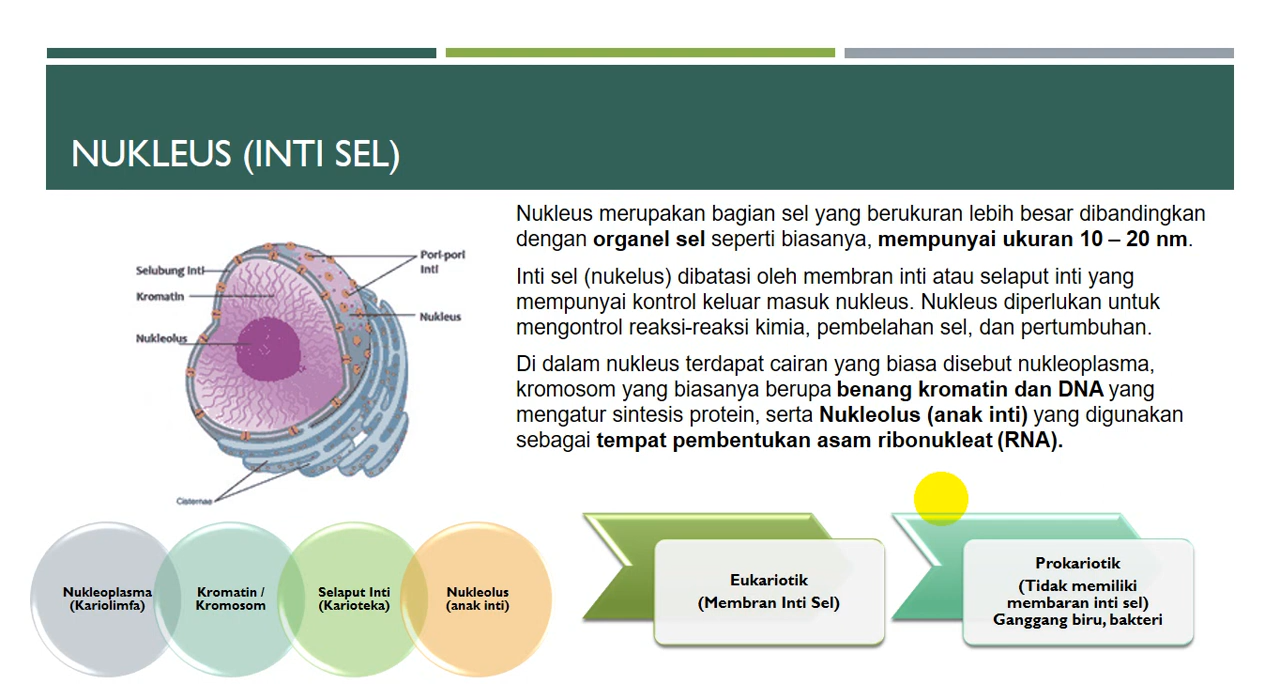 NUKLEUS (INTI SEL)
Nukleus merupakan bagian sel yang berukuran lebih besar dibandingkan
dengan organel sel seperti biasanya, mempunyai ukuran 10 – 20 nm.
Inti sel (nukelus) dibatasi oleh membran inti atau selaput inti yang
mempunyai kontrol keluar masuk nukleus. Nukleus diperlukan untuk
mengontrol reaksi-reaksi kimia, pembelahan sel, dan pertumbuhan.
Di dalam nukleus terdapat cairan yang biasa disebut nukleoplasma,
kromosom yang biasanya berupa benang kromatin dan DNA yang
mengatur sintesis protein, serta Nukleolus (anak inti) yang digunakan
sebagai tempat pembentukan asam ribonukleat (RNA).
Selubung Inti
Kromatin
Nukleolus
Pori-pori
Inti
Nukleus
Cisternae
Nukleoplasma
(Kariolimfa)
Kromatin /
Kromosom
Selaput Inti
(Karioteka)
Nukleolus
(anak inti)
Eukariotik
(Membran Inti Sel)
Prokariotik
(Tidak memiliki
membaran inti sel)
Ganggang biru, bakteri